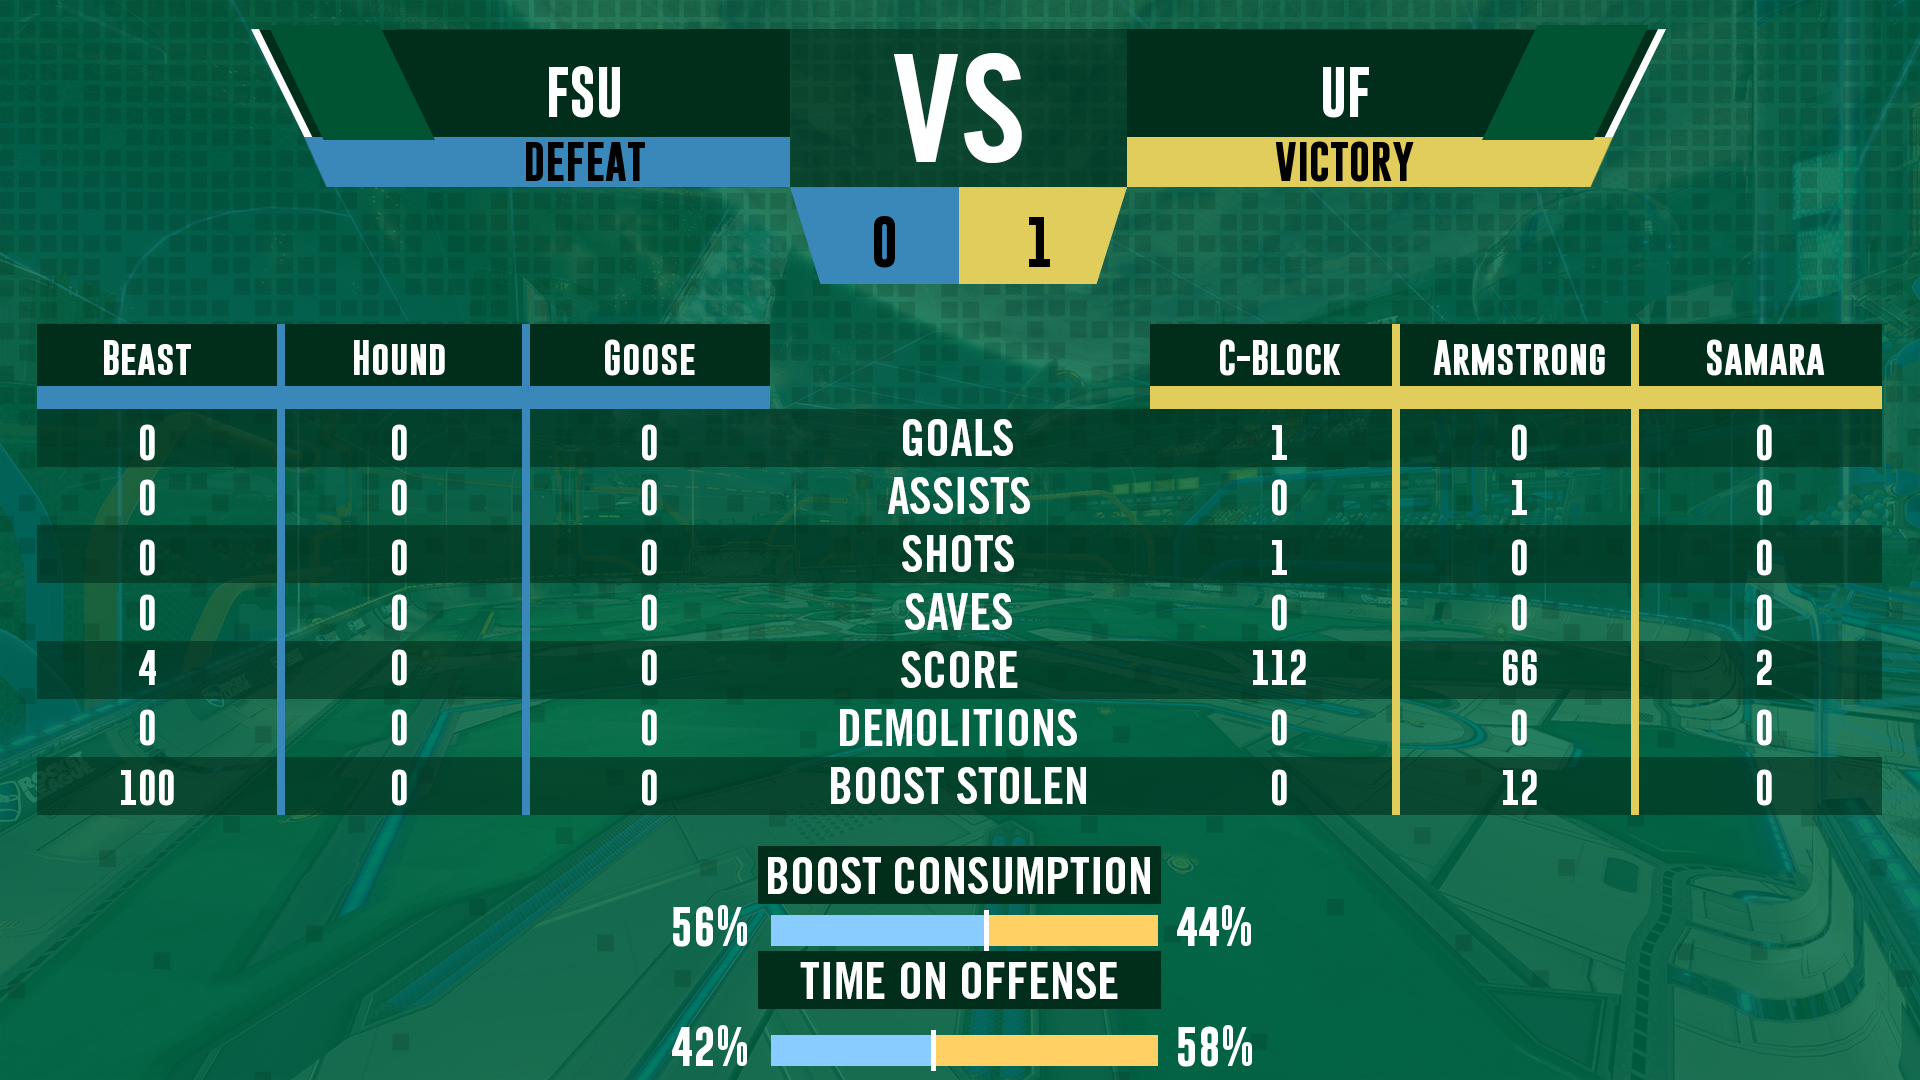 FSU VS UF
DEFEAT VICTORY
0 1
BEAST HOUND GOOSE C-BLOCK ARMSTRONG SAMARA
0 0 0 GOALS 1 0 0
0 0 0 ASSISTS 0 1 0
0 0 0 SHOTS 1 0 0
0 0 0 SAVES 0 0 0
4 0 0 SCORE 112 66 2
0 0 0 DEMOLITIONS 0 0 0
100 0 0 BOOST STOLEN 0 12 0
BOOST CONSUMPTION
56% 44%
TIME ON OFFENSE
42% 58%